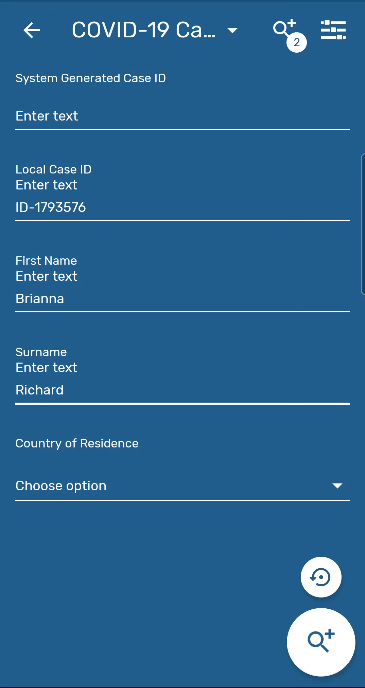 COVID-19 Ca...
2
System Generated Case ID
Enter text
Local Case ID
Enter text
ID-1793576
FIrst Name
Enter text
Brianna
Surname
Enter text
Richard
Country of Residence
Choose option